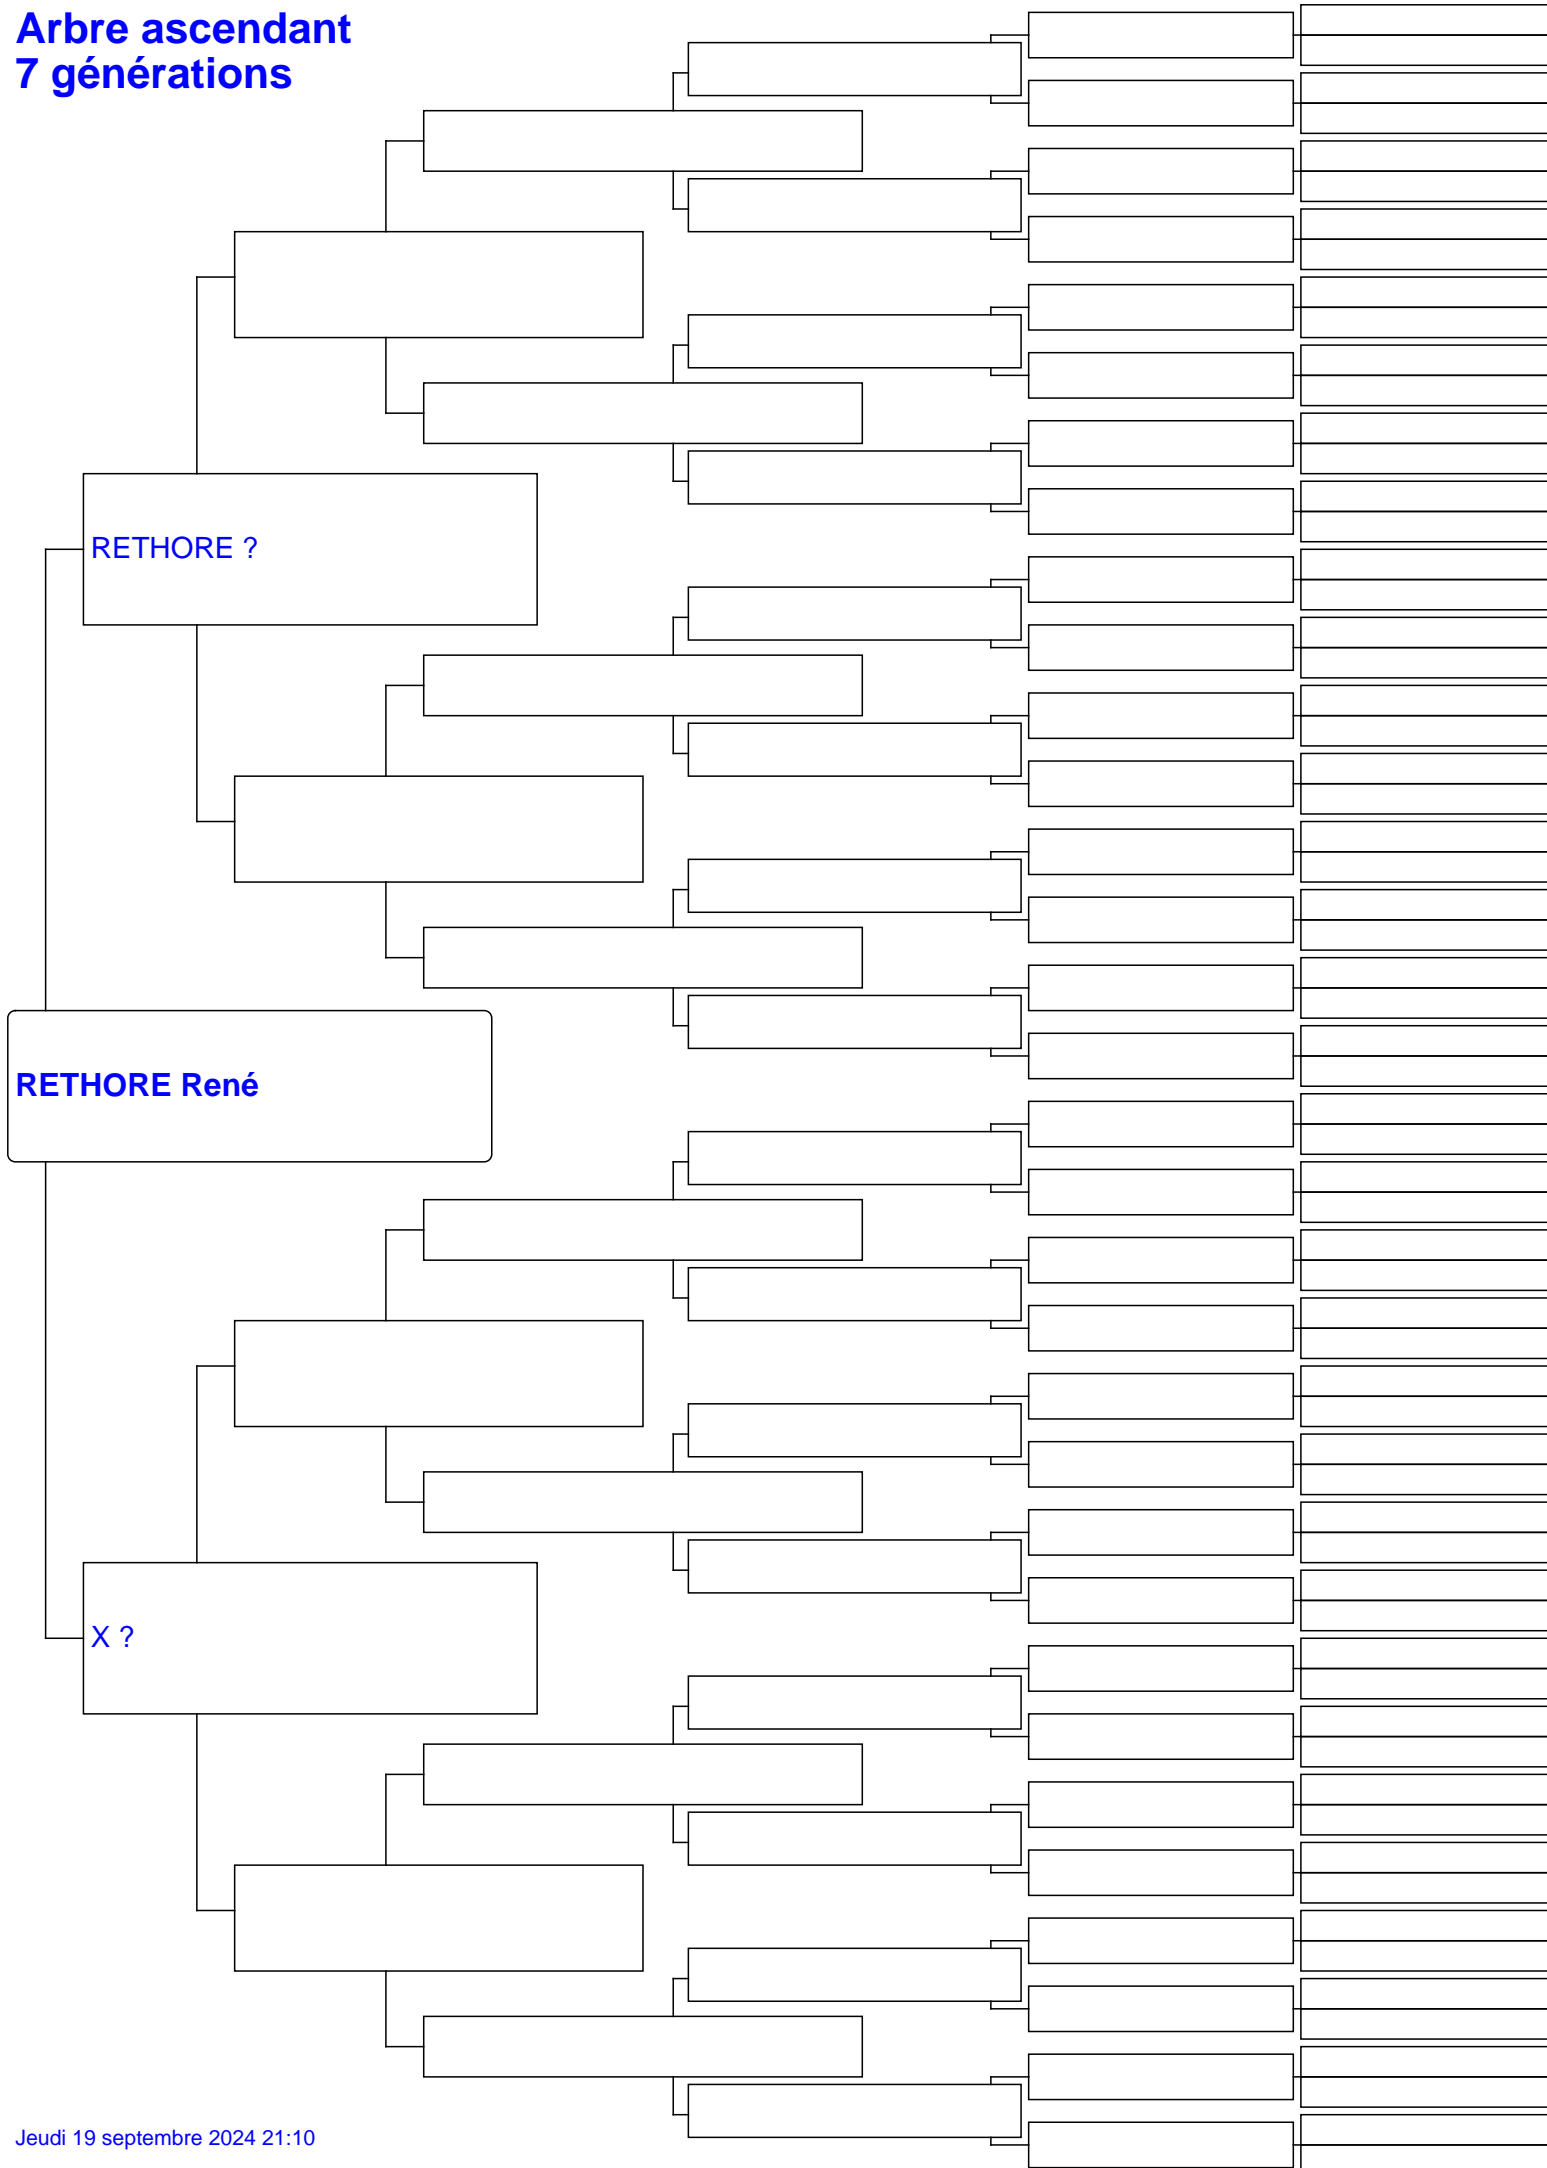 Arbre ascendant
7 générations
RETHORE ?
RETHORE René
X ?
Jeudi 19 septembre 2024 21:10